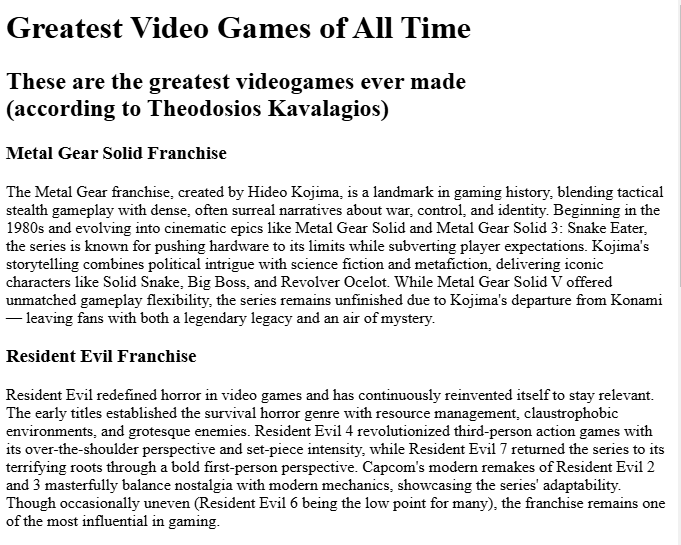 Greatest Video Games of All Time
These are the greatest videogames ever made
(according to Theodosios Kavalagios)
Metal Gear Solid Franchise
The Metal Gear franchise, created by Hideo Kojima, is a landmark in gaming history, blending tactical
stealth gameplay with dense, often surreal narratives about war, control, and identity. Beginning in the
1980s and evolving into cinematic epics like Metal Gear Solid and Metal Gear Solid 3: Snake Eater,
the series is known for pushing hardware to its limits while subverting player expectations. Kojima's
storytelling combines political intrigue with science fiction and metafiction, delivering iconic
characters like Solid Snake, Big Boss, and Revolver Ocelot. While Metal Gear Solid V offered
unmatched gameplay flexibility, the series remains unfinished due to Kojima's departure from Konami
— leaving fans with both a legendary legacy and an air of mystery.
Resident Evil Franchise
Resident Evil redefined horror in video games and has continuously reinvented itself to stay relevant.
The early titles established the survival horror genre with resource management, claustrophobic
environments, and grotesque enemies. Resident Evil 4 revolutionized third-person action games with
its over-the-shoulder perspective and set-piece intensity, while Resident Evil 7 returned the series to its
terrifying roots through a bold first-person perspective. Capcom's modern remakes of Resident Evil 2
and 3 masterfully balance nostalgia with modern mechanics, showcasing the series' adaptability.
Though occasionally uneven (Resident Evil 6 being the low point for many), the franchise remains one
of the most influential in gaming.